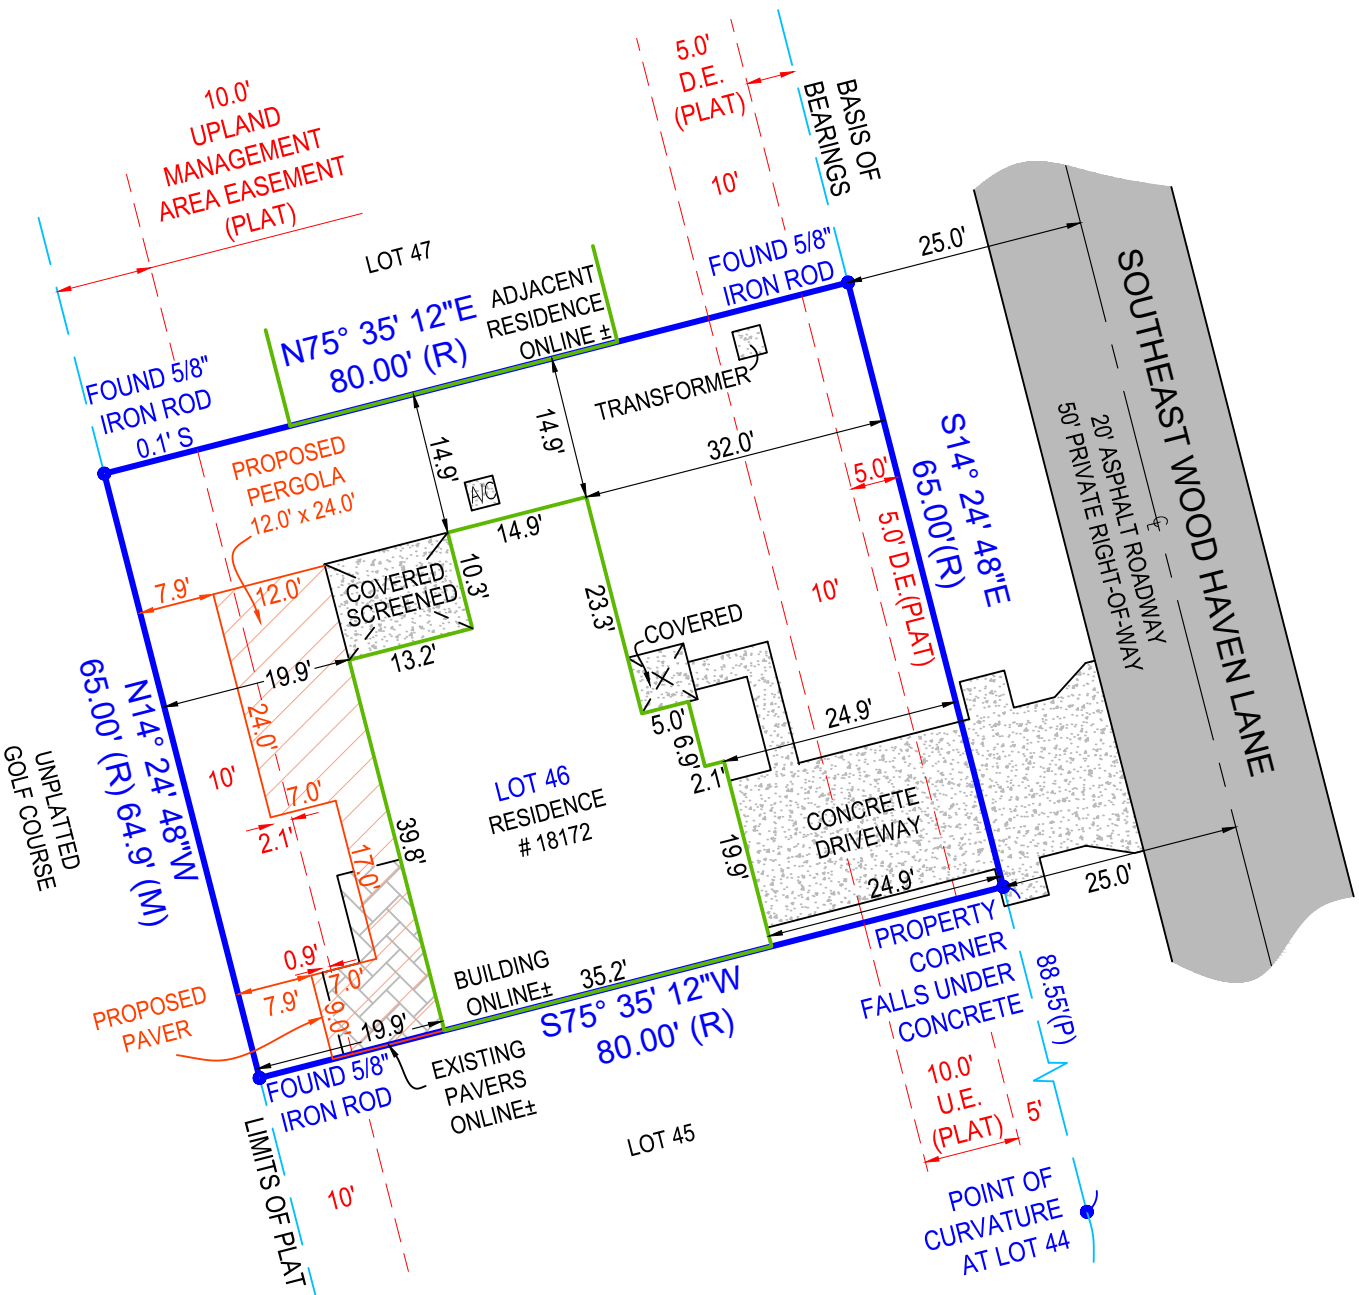 10.0'
UPLAND
MANAGEMENT
AREA EASEMENT
(PLAT)
5.0'
D.E.
(PLAT)
10'
BASIS OF
BEARINGS
LOT 47
FOUND 5/8"
IRON ROD
25.0'
ADJACENT
RESIDENCE
ONLINE ±
N75° 35' 12"E
80.00' (R)
FOUND 5/8"
IRON ROD
0.1' S
TRANSFORMER
PROPOSED
PERGOLA
12.0' x 24.0'
14.9'
14.9'
A/C
32.0'
5.0'
S14° 24' 48"E
65.00'(R)
5.0' D.E.(PLAT)
SOUTHEAST WOOD HAVEN LANE
20' ASPHALT ROADWAY
50' PRIVATE RIGHT-OF-WAY
14.9'
10.3'
COVERED
SCREENED
13.2'
7.9'
12.0'
23.3'
COVERED
10'
19.9'
24.0'
N14° 24' 48"W
65.00' (R) 64.9' (M)
UNPLATTED
GOLF COURSE
10'
5.0'
6.9'
2.1'
24.9'
LOT 46
RESIDENCE
# 18172
7.0'
2.1'
17.0'
39.8'
19.9'
CONCRETE
DRIVEWAY
24.9'
25.0'
0.9'
7.0'
7.9'
9.0'
19.9'
BUILDING
ONLINE±
35.2'
S75° 35' 12"W
80.00' (R)
PROPERTY
CORNER
FALLS UNDER
CONCRETE
88.55'(P)
PROPOSED
PAVER
FOUND 5/8"
IRON ROD
EXISTING
PAVERS
ONLINE±
LOT 45
10.0'
U.E.
(PLAT)
5'
LIMITS OF PLAT
10'
POINT OF
CURVATURE
AT LOT 44